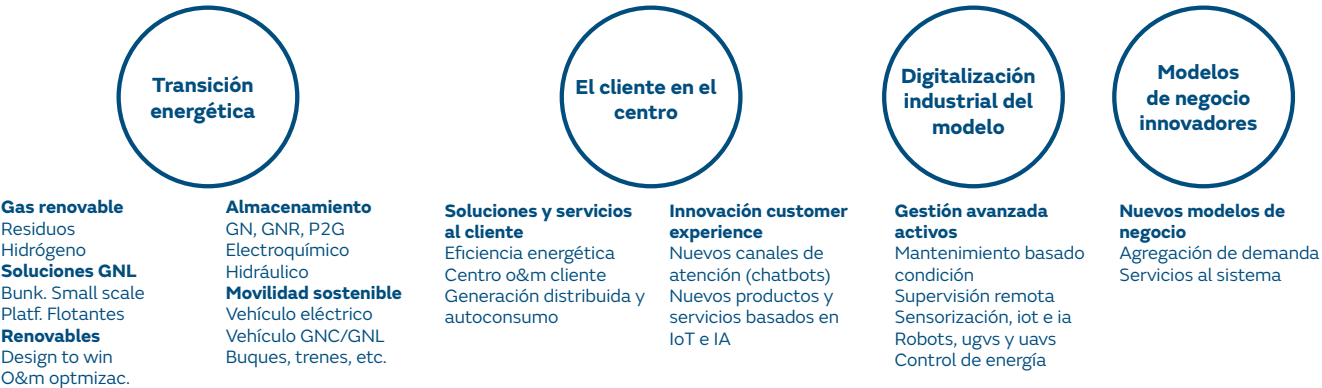 Transición
energética
Gas renovable
Residuos
Hidrógeno
Soluciones GNL
Bunk. Small scale
Platf. Flotantes
Renovables
Design to win
O&m optmizac.
Almacenamiento
GN, GNR, P2G
Electroquímico
Hidráulico
Movilidad sostenible
Vehículo eléctrico
Vehículo GNC/GNL
Buques, trenes, etc.
El cliente en el
centro
Soluciones y servicios
al cliente
Eficiencia energética
Centro o&m cliente
Generación distribuida y
autoconsumo
Innovación customer
experience
Nuevos canales de
atención (chatbots)
Nuevos productos y
servicios basados en
IoT e IA
Digitalización
industrial del
modelo
Gestión avanzada
activos
Mantenimiento basado
condición
Supervisión remota
Sensorización, iot e ia
Robots, ugvs y uavs
Control de energía
Modelos
de negocio
innovadores
Nuevos modelos de
negocio
Agregación de demanda
Servicios al sistema